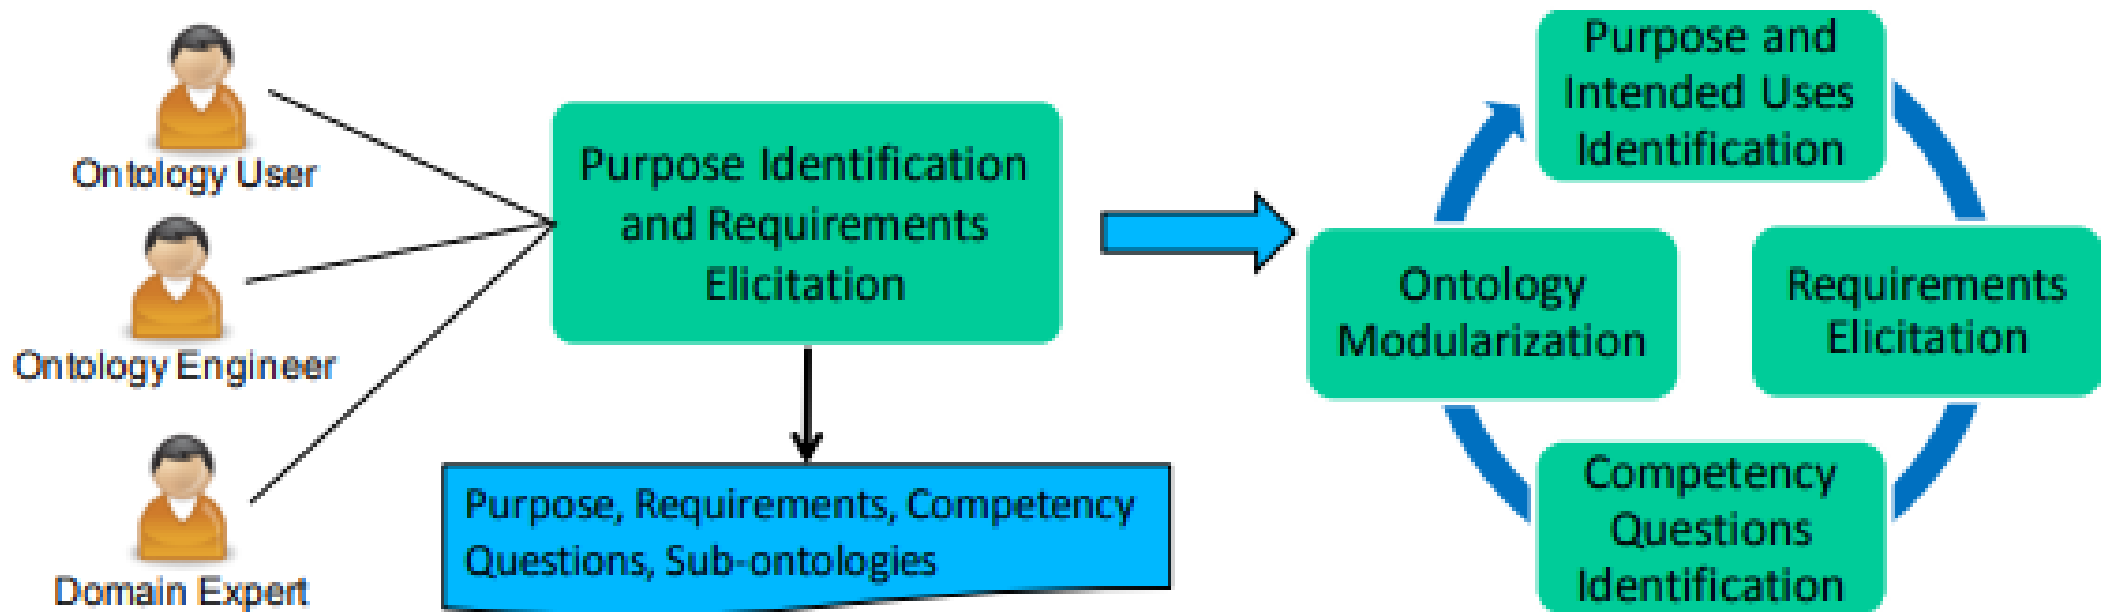 Ontology User
Ontology Engineer
Domain Expert
Purpose Identification
and Requirements
Elicitation
Purpose, Requirements, Competency
Questions, Sub-ontologies
Purpose and
Intended Uses
Identification
Requirements
Elicitation
Competency
Questions
Identification
Ontology
Modularization